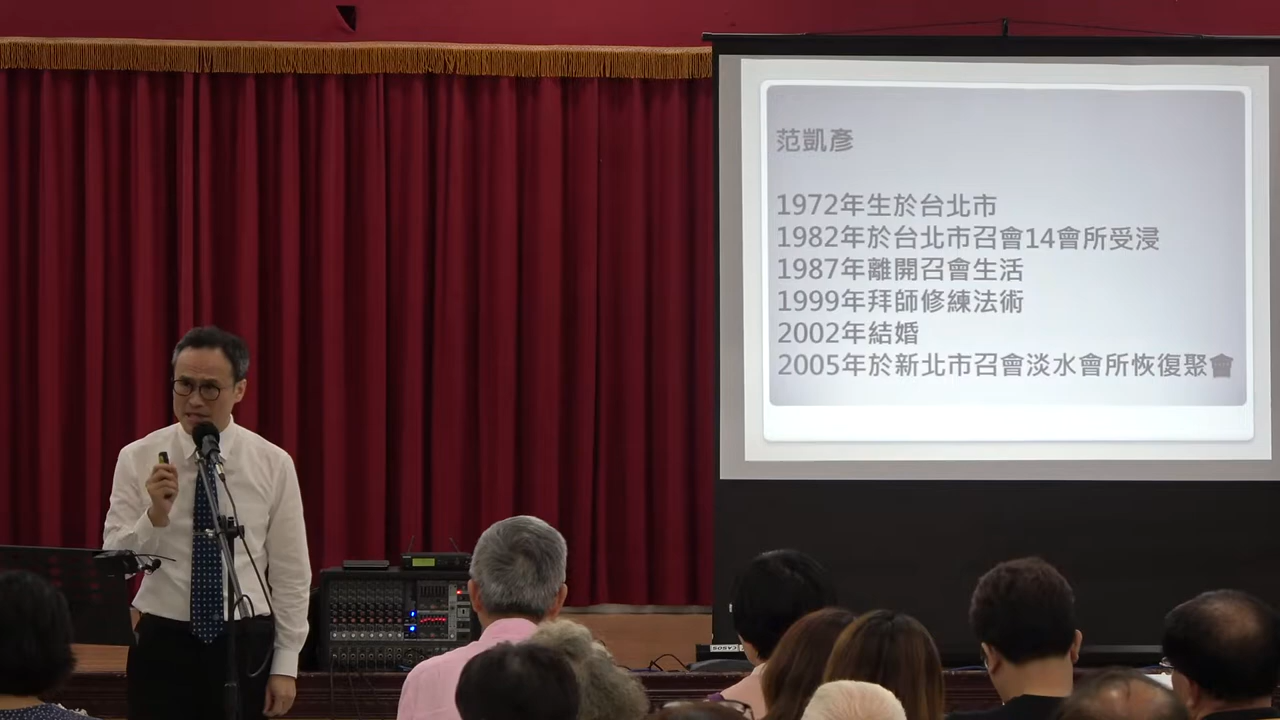 范凱彥
1972年生於台北市
1982年於台北市召會14會所受浸
1987年離開召會生活
1999年拜師修練法術
2002年結婚
2005年於新北市召會淡水會所恢復聚會
CASOS